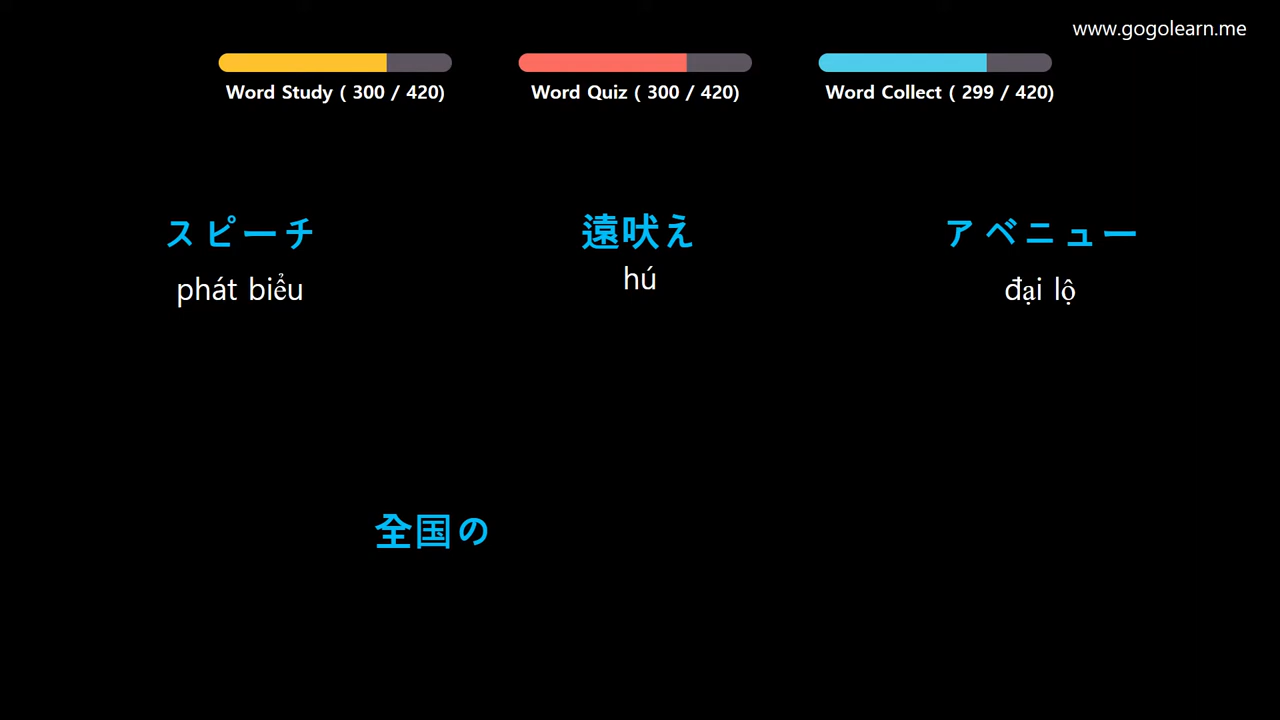 www.gogolearn.me
Word Study ( 300 / 420)
Word Quiz ( 300 / 420)
Word Collect ( 299 / 420)
スピーチ
phát biểu
遠吠え
hú
アベニュー
đại lộ
全国の